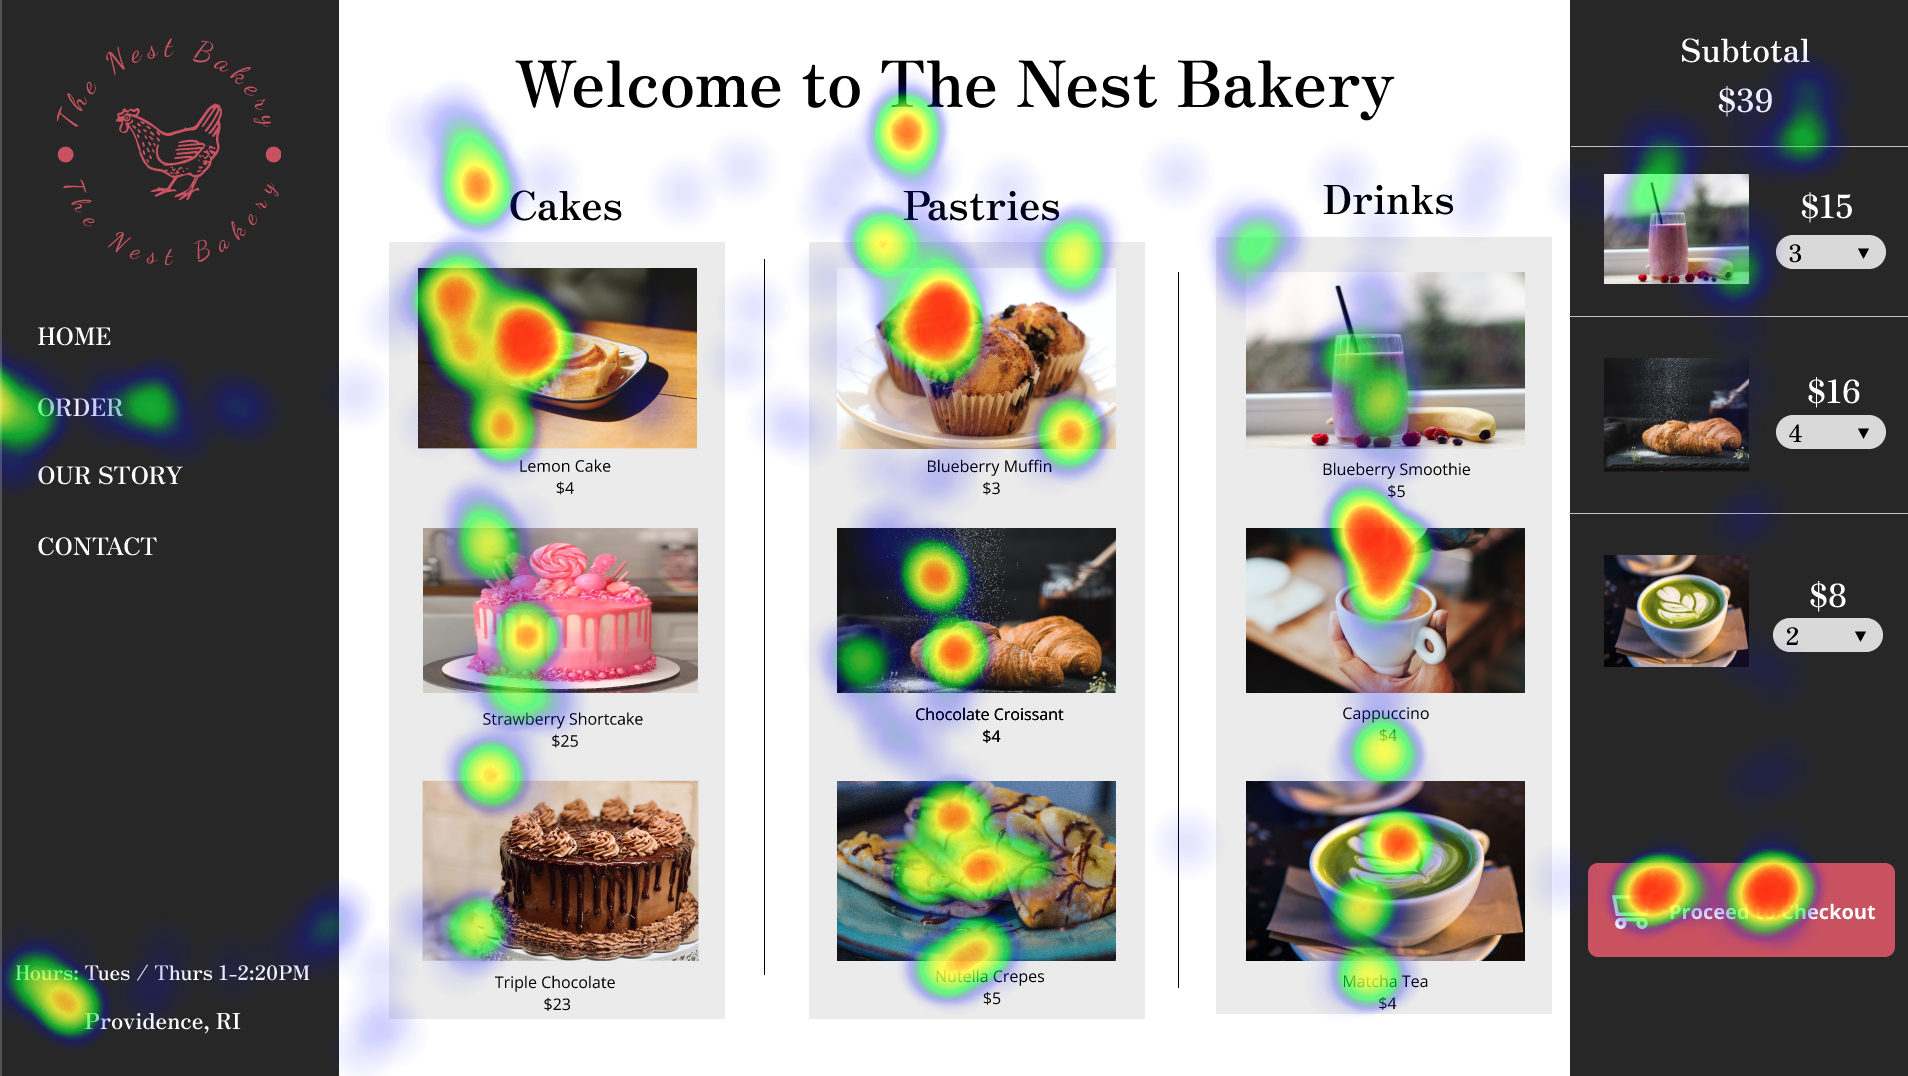 The Nest Bakery
The Nest Bakery
HOME
ORDER
OUR STORY
CONTACT
Hours: Tues / Thurs 1-2:20PM
Providence, RI
Welcome to The Nest Bakery
Cakes
Lemon Cake
$4
Strawberry Shortcake
$25
Triple Chocolate
$23
Pastries
Blueberry Muffin
$3
Chocolate Croissant
$4
Nutella Crepes
$5
Drinks
Blueberry Smoothie
$5
Cappuccino
$4
Matcha Tea
$4
Subtotal
$39
$15
3
$16
4
$8
2
Proceed to Checkout